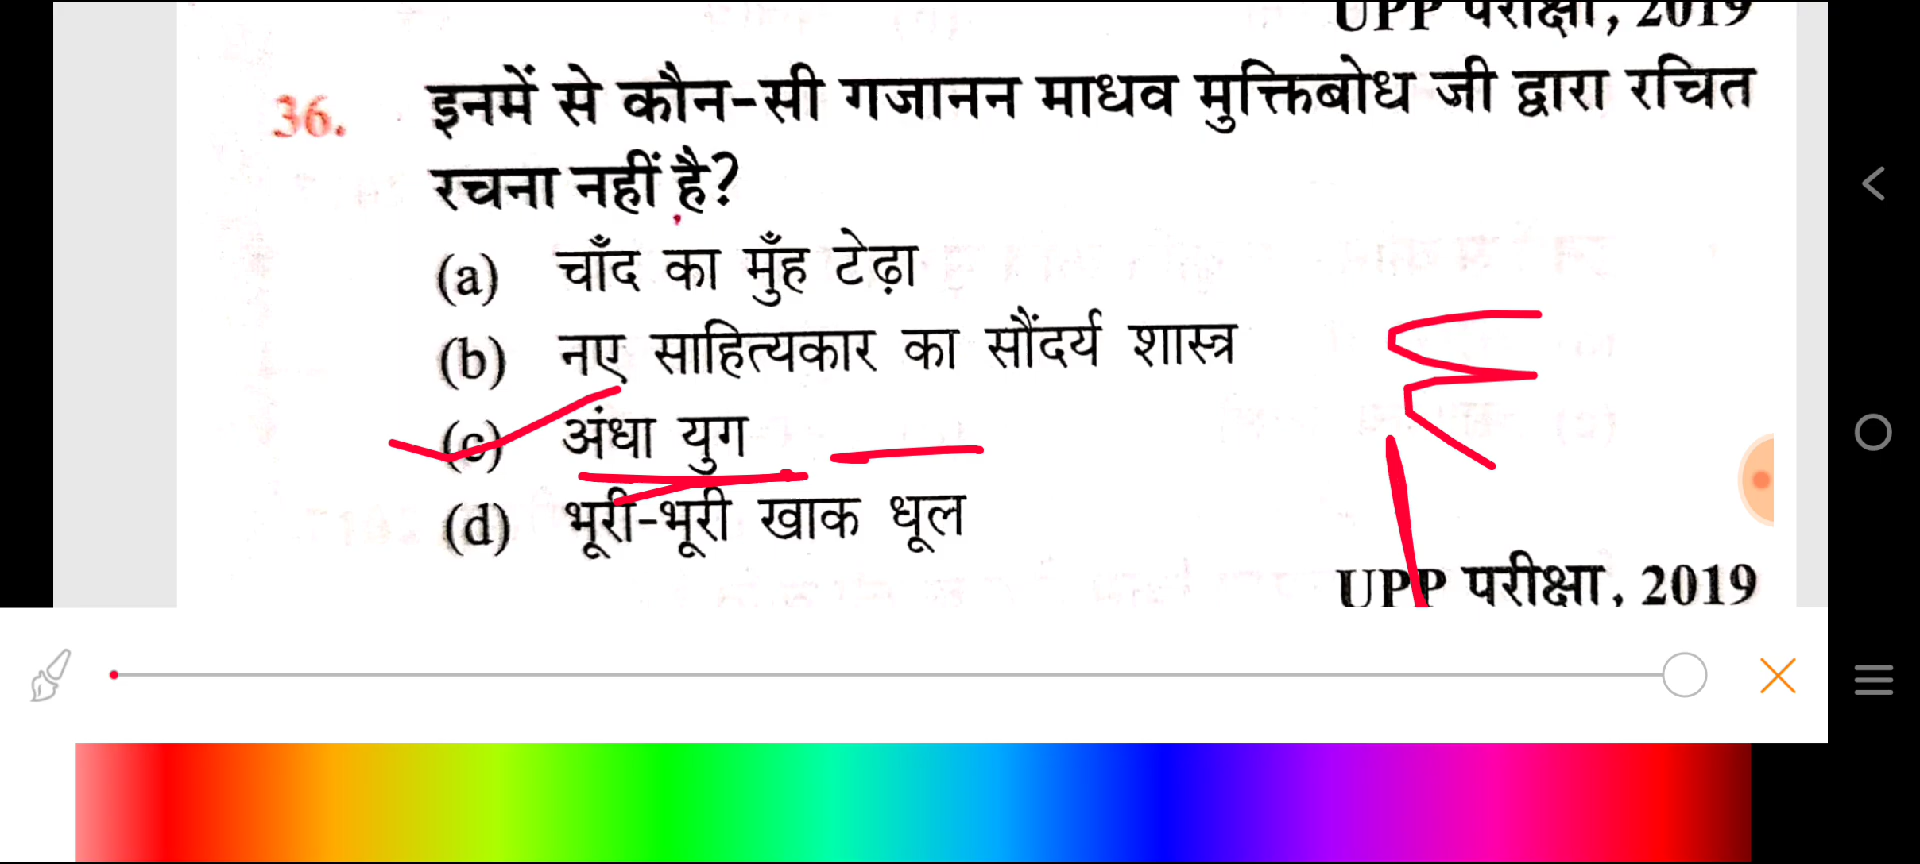 UPP परीक्षा, 2019
36. इनमें से कौन-सी गजानन माधव मुक्तिबोध जी द्वारा रचित
रचना नहीं है?
(a) चाँद का मुँह टेढ़ा
(b) नए साहित्यकार का सौंदर्य शास्त्र
(c) अंधा युग
(d) भूरी-भूरी खाक धूल
UPP परीक्षा, 2019